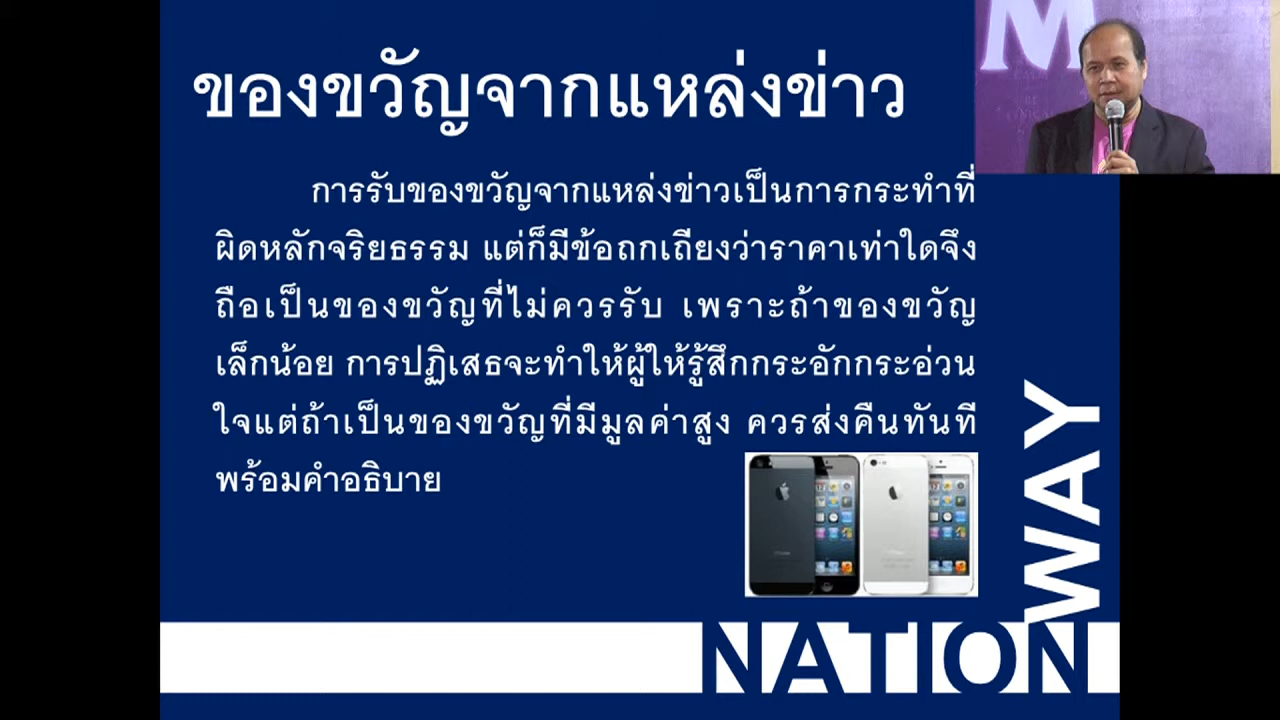 ของขวัญจากแหล่งข่าว
การรับของขวัญจากแหล่งข่าวเป็นการกระทำที่
ผิดหลักจริยธรรม แต่ก็มีข้อถกเถียงว่าราคาเท่าใดจึง
ถือเป็นของขวัญที่ไม่ควรรับ เพราะถ้าของขวัญ
เล็กน้อย การปฏิเสธจะทำให้ผู้ให้รู้สึกกระอักกระอ่วน
ใจแต่ถ้าเป็นของขวัญที่มีมูลค่าสูง ควรส่งคืนทันที
พร้อมคำอธิบาย
NATION
WAY
M